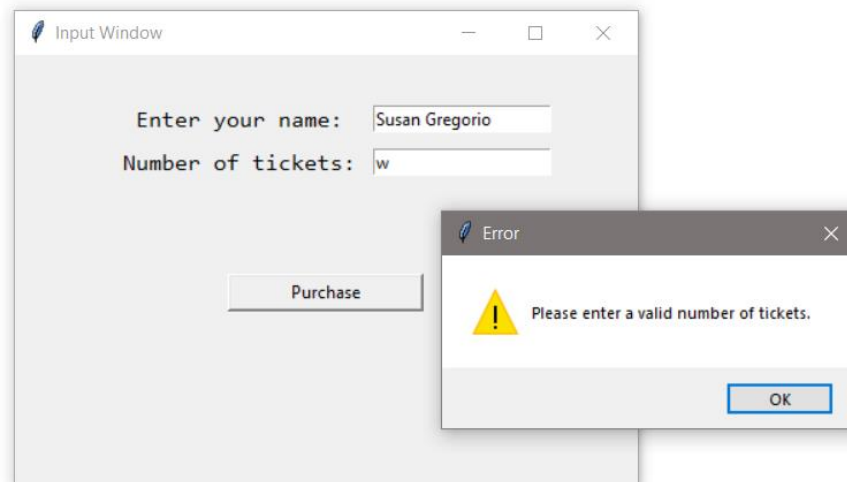 Input Window
Enter your name: Susan Gregorio
Number of tickets: w
Error
Purchase
Please enter a valid number of tickets.
OK